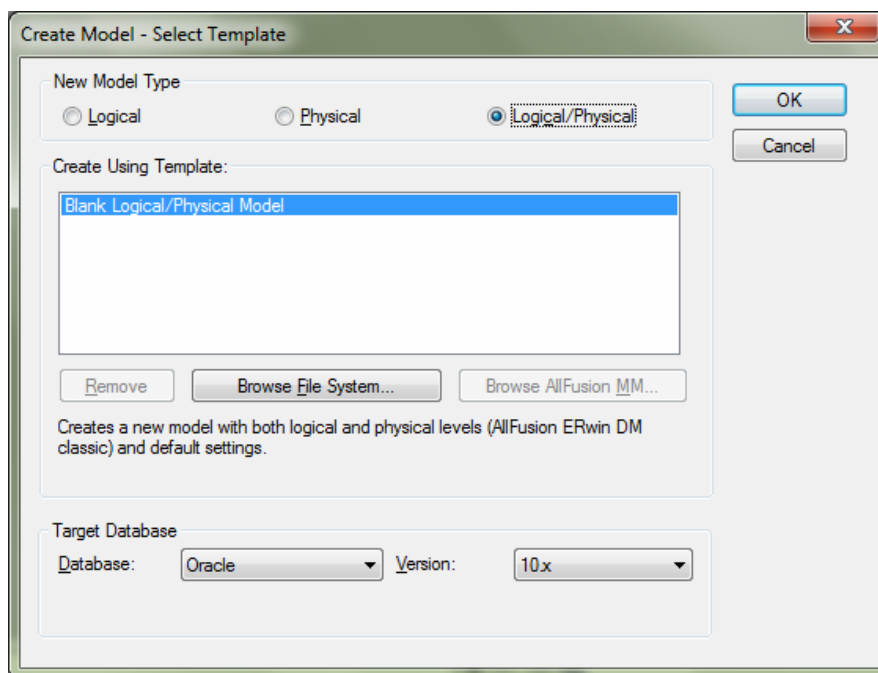 Create Model - Select Template
New Model Type
Logical
Physical
Logical/Physical
OK
Cancel
Create Using Template:
Blank Logical/Physical Model
Remove
Browse File System...
Browse AllFusion MM...
Creates a new model with both logical and physical levels (AllFusion ERwin DM
classic) and default settings.
Target Database
Database:
Oracle
Version:
10.x